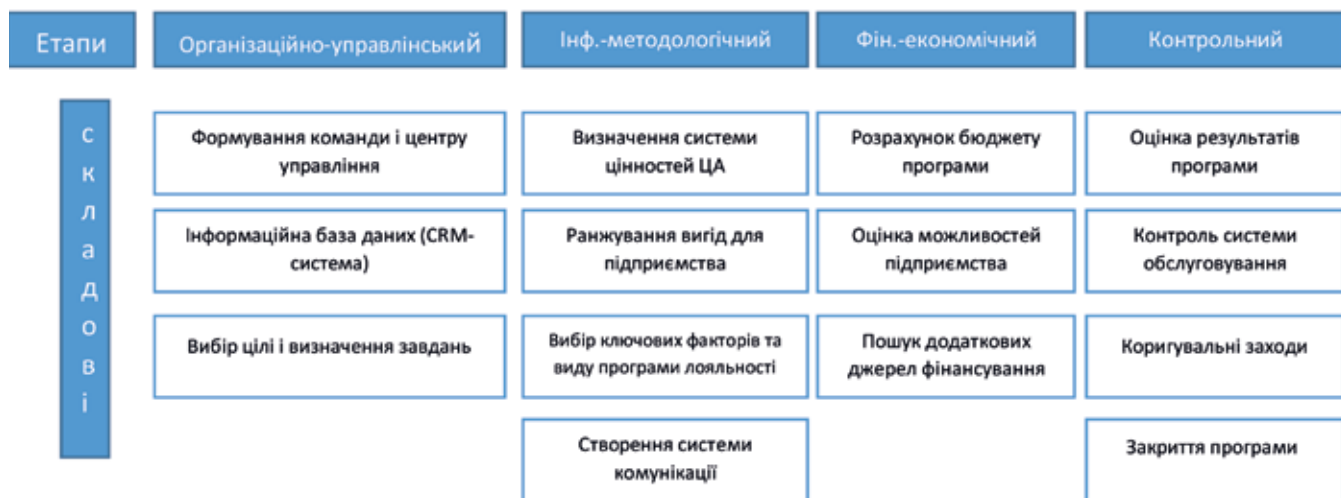 Етапи
Організаційно-управлінський
Інф.-методологічний
Фін.-економічний
Контрольний
складові
Формування команди і центру
управління
Визначення системи
цінностей ЦА
Розрахунок бюджету
програми
Оцінка результатів
програми
Інформаційна база даних (CRM-
система)
Ранжування вигід для
підприємства
Оцінка можливостей
підприємства
Контроль системи
обслуговування
Вибір цілі і визначення завдань
Вибір ключових факторів та
виду програми лояльності
Пошук додаткових
джерел фінансування
Коригувальні заходи
Створення системи
комунікації
Закриття програми